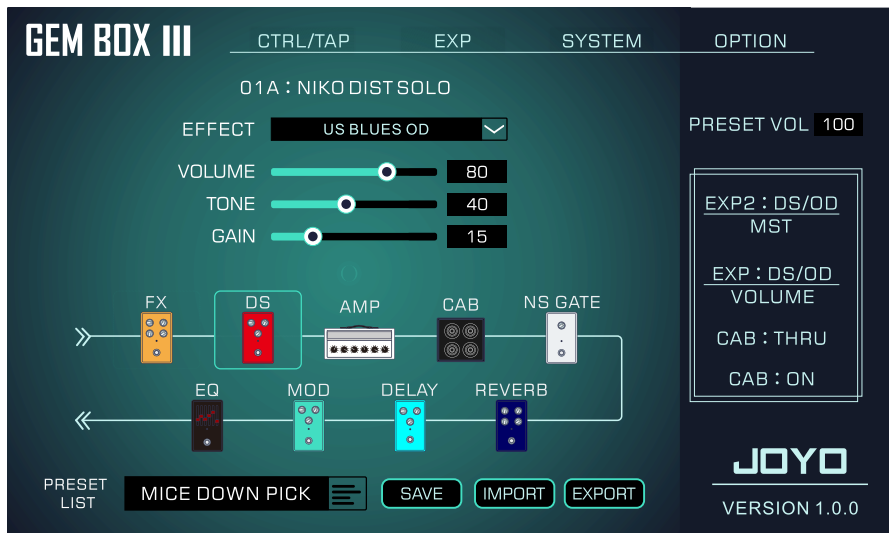 GEM BOX III
CTRL/TAP EXP SYSTEM OPTION
01A：NIKO DIST SOLO
EFFECT US BLUES OD
PRESET VOL 100
VOLUME 80
TONE 40
GAIN 15
EXP2：DS/OD
MST
EXP：DS/OD
VOLUME
CAB：THRU
CAB：ON
FX DS AMP CAB NS GATE
EQ MOD DELAY REVERB
PRESET
LIST
MICE DOWN PICK
SAVE IMPORT EXPORT
JOYO
VERSION 1.0.0